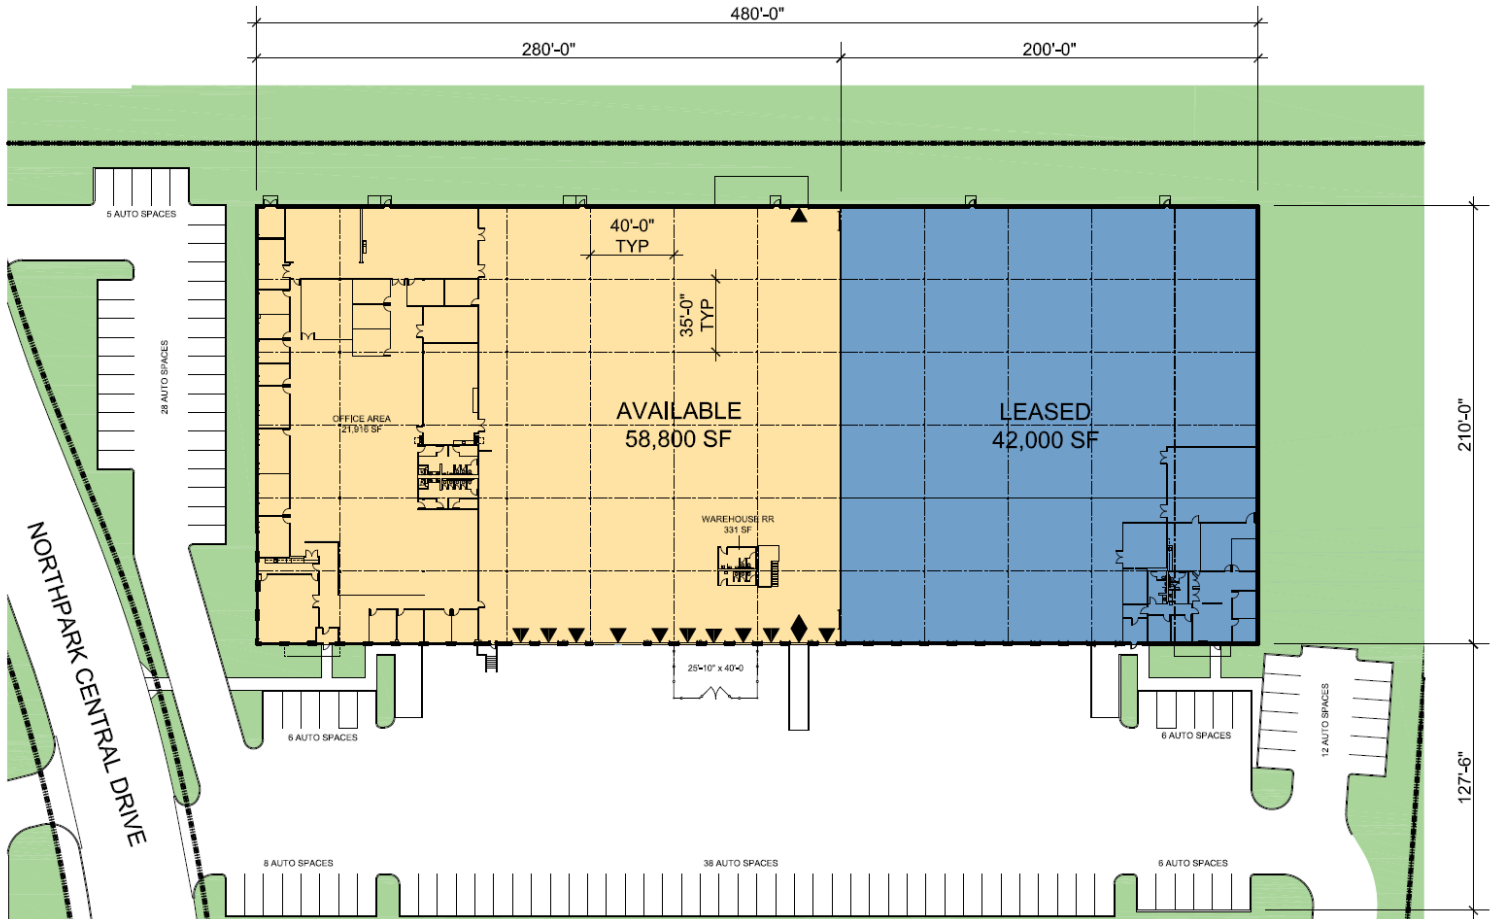 480'-0"
280'-0"
200'-0"
5 AUTO SPACES
40'-0"
TYP
35'-0"
TYP
28 AUTO SPACES
OFFICE AREA
21,916 SF
AVAILABLE
58,800 SF
LEASED
42,000 SF
210'-0"
WAREHOUSE RR
331 SF
NORTHPARK CENTRAL DRIVE
25'-10" x 40'-0
6 AUTO SPACES
6 AUTO SPACES
12 AUTO SPACES
127'-6"
8 AUTO SPACES
38 AUTO SPACES
6 AUTO SPACES